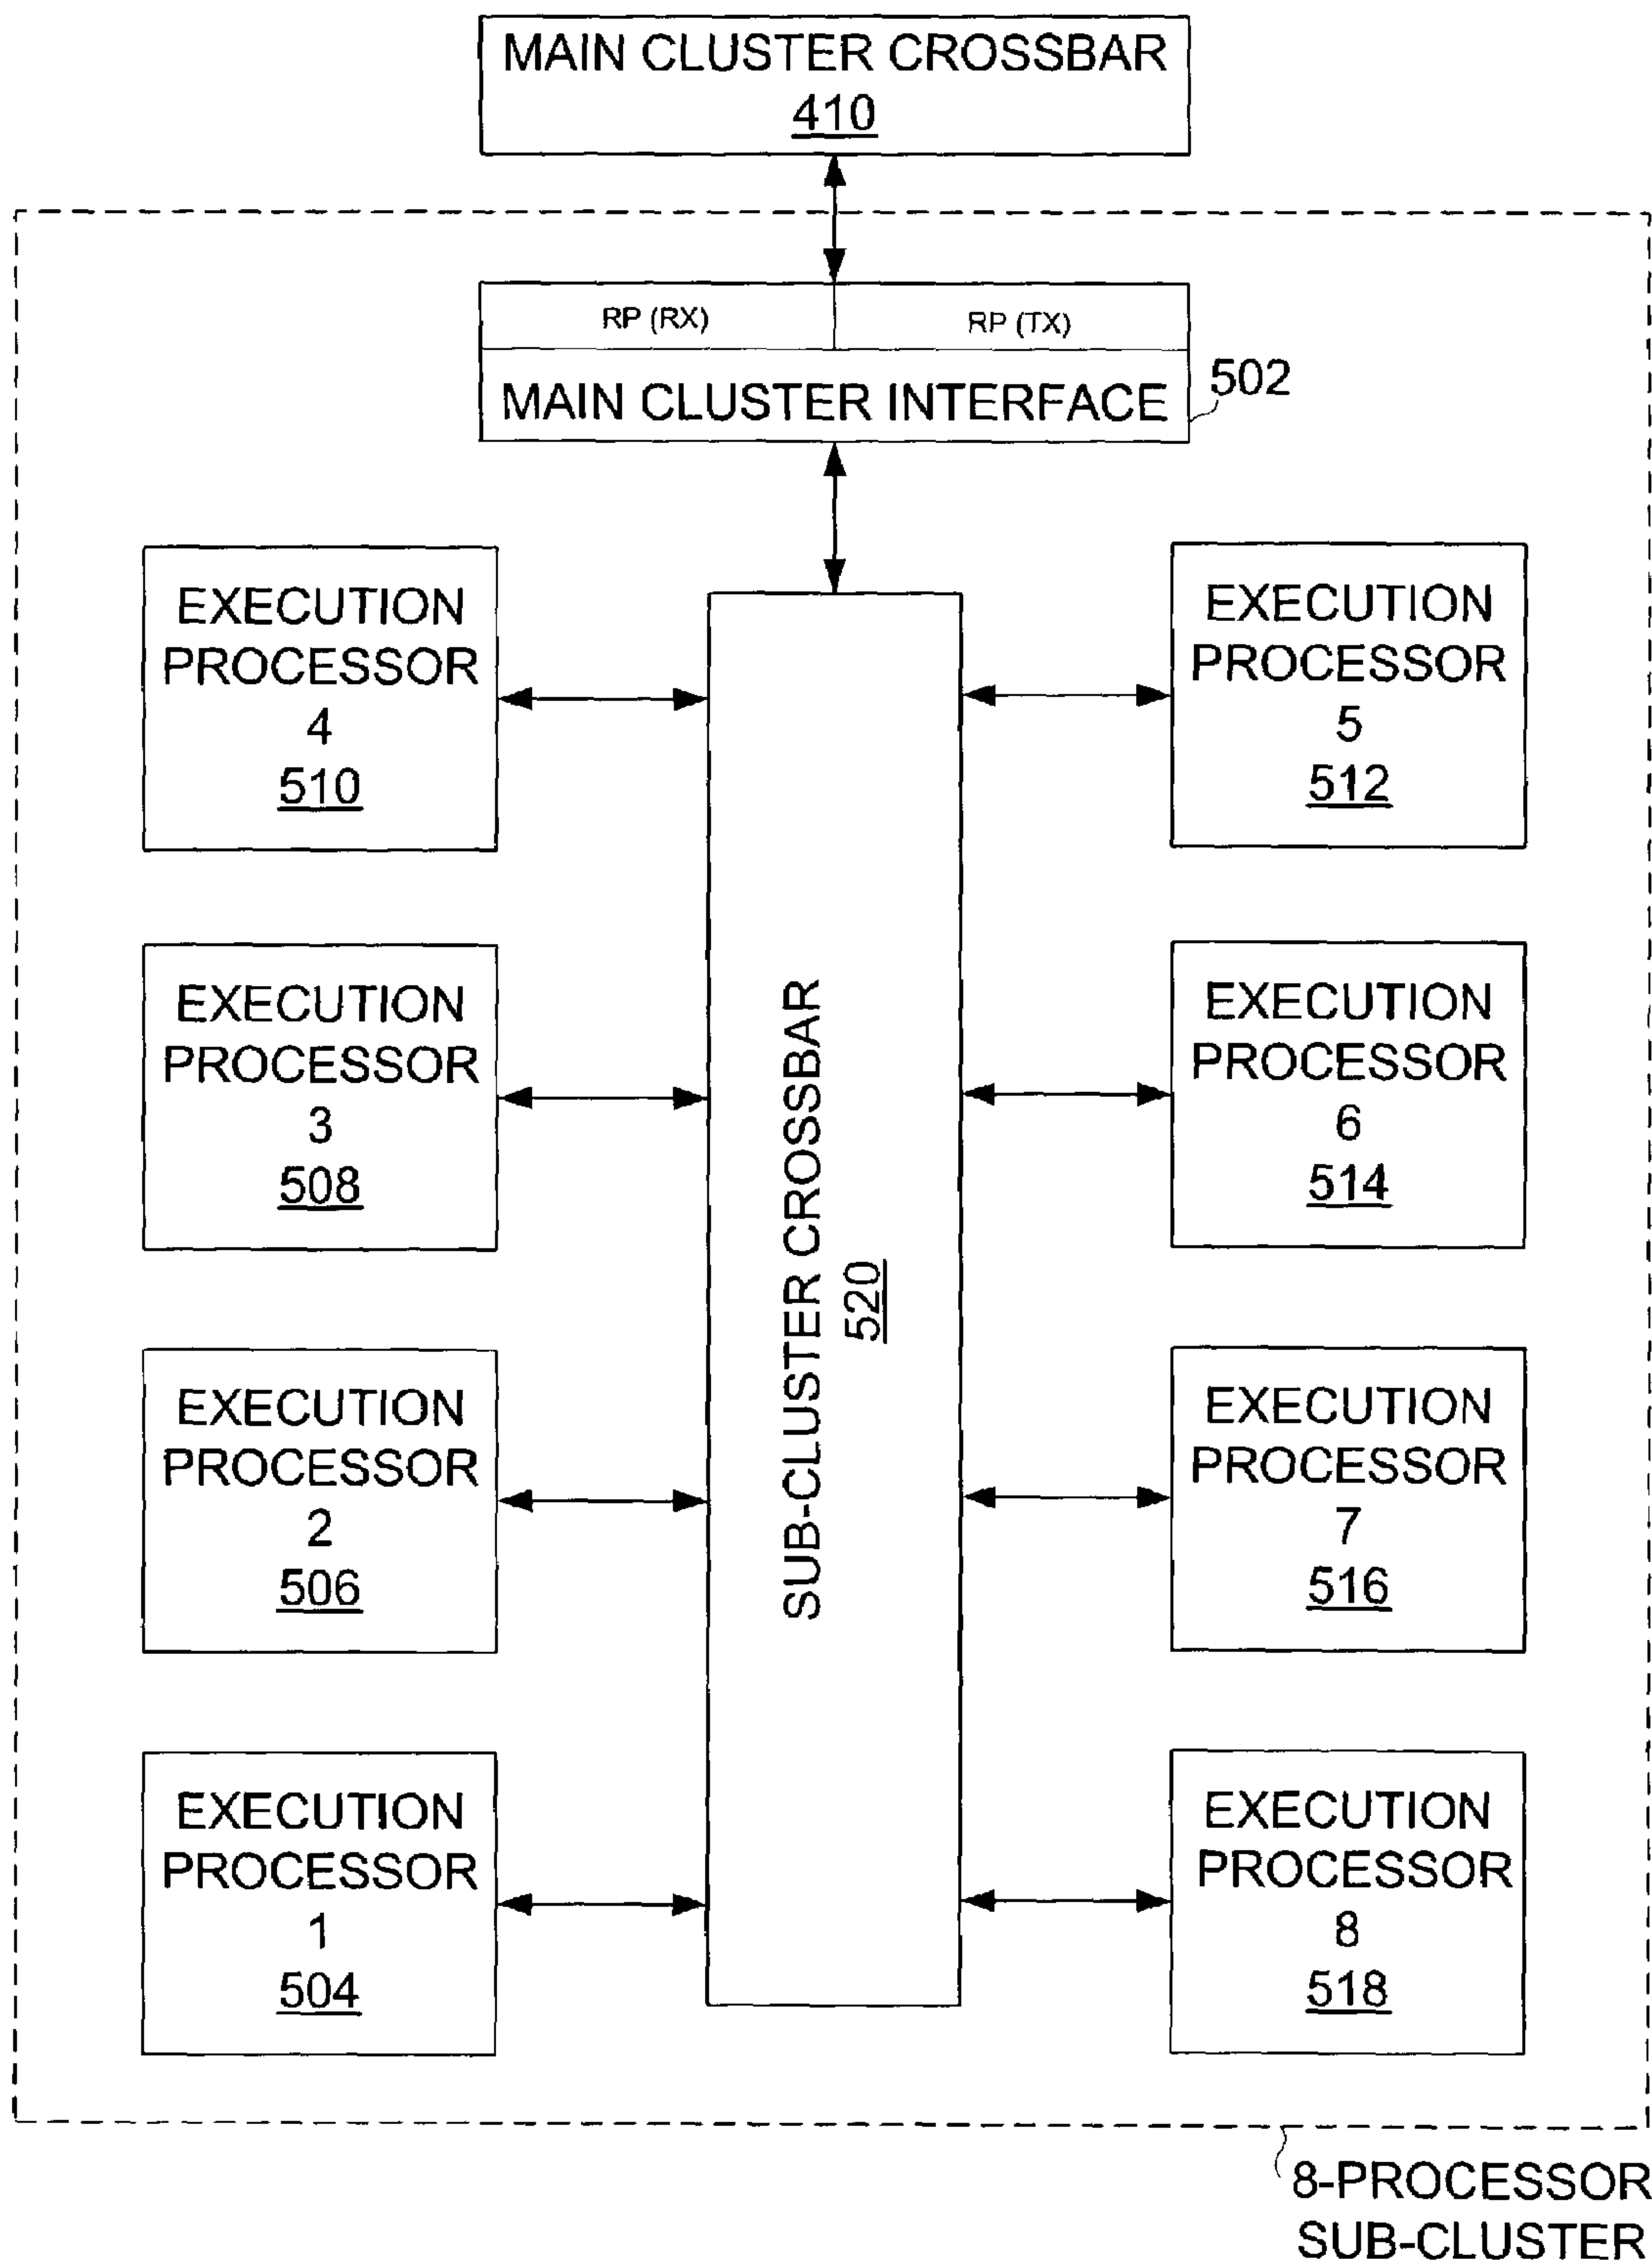 MAIN CLUSTER CROSSBAR
410
RP (RX)
RP (TX)
MAIN CLUSTER INTERFACE
502
EXECUTION
PROCESSOR
4
510
EXECUTION
PROCESSOR
5
512
EXECUTION
PROCESSOR
3
508
EXECUTION
PROCESSOR
6
514
SUB-CLUSTER CROSSBAR
520
EXECUTION
PROCESSOR
2
506
EXECUTION
PROCESSOR
7
516
EXECUTION
PROCESSOR
1
504
EXECUTION
PROCESSOR
8
518
8-PROCESSOR
SUB-CLUSTER